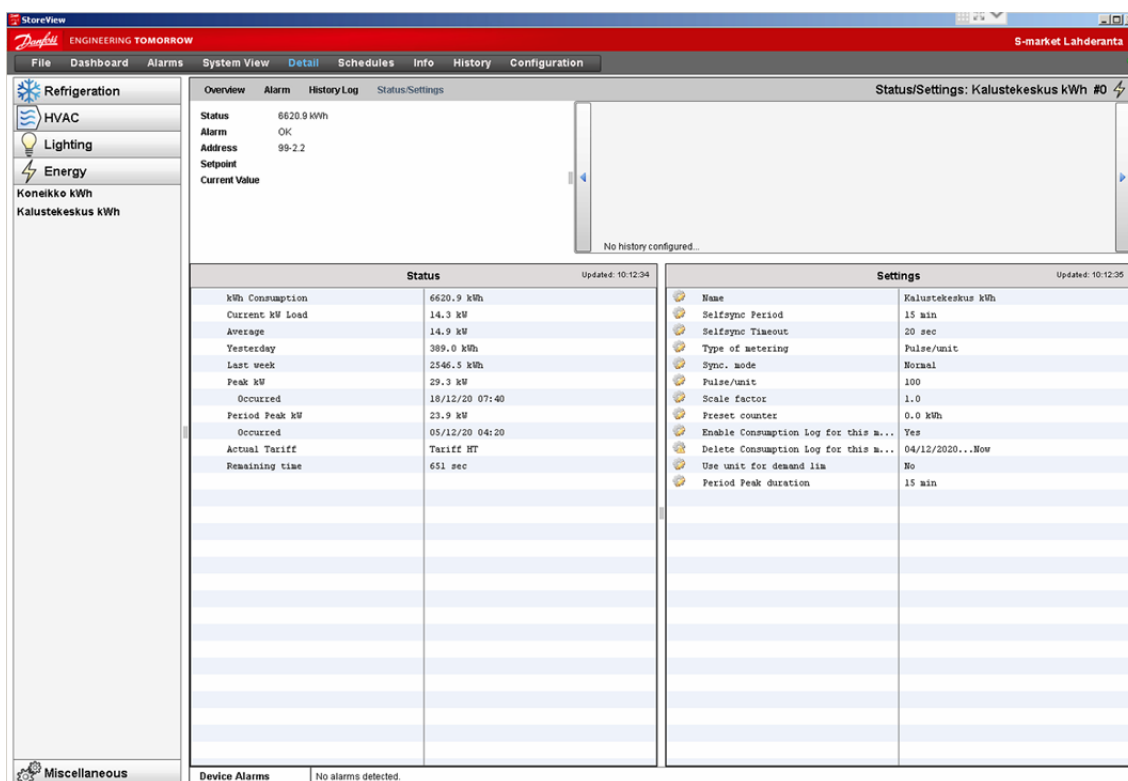 StoreView
Danfoss ENGINEERING TOMORROW S-market Lahderanta
File Dashboard Alarms System View Detail Schedules Info History Configuration
Refrigeration
HVAC
Lighting
Energy
Koneikko kWh
Kalustekeskus kWh
Miscellaneous
Overview Alarm History Log Status/Settings Status/Settings: Kalustekeskus kWh #0
Status 6620.9 kWh
Alarm OK
Address 99-2.2
Setpoint
Current Value
No history configured...
Status Updated: 10:12:34
kWh Consumption 6620.9 kWh
Current kW Load 14.3 kW
Average 14.9 kW
Yesterday 389.0 kWh
Last week 2546.5 kWh
Peak kW 29.3 kW
Occurred 18/12/20 07:40
Period Peak kW 23.9 kW
Occurred 05/12/20 04:20
Actual Tariff Tariff HT
Remaining time 651 sec
Settings Updated: 10:12:35
Name Kalustekeskus kWh
Selfsync Period 15 min
Selfsync Timeout 20 sec
Type of metering Pulse/unit
Sync. mode Normal
Pulse/unit 100
Scale factor 1.0
Preset counter 0.0 kWh
Enable Consumption Log for this m... Yes
Delete Consumption Log for this m... 04/12/2020...Now
Use unit for demand lim No
Period Peak duration 15 min
Device Alarms No alarms detected.